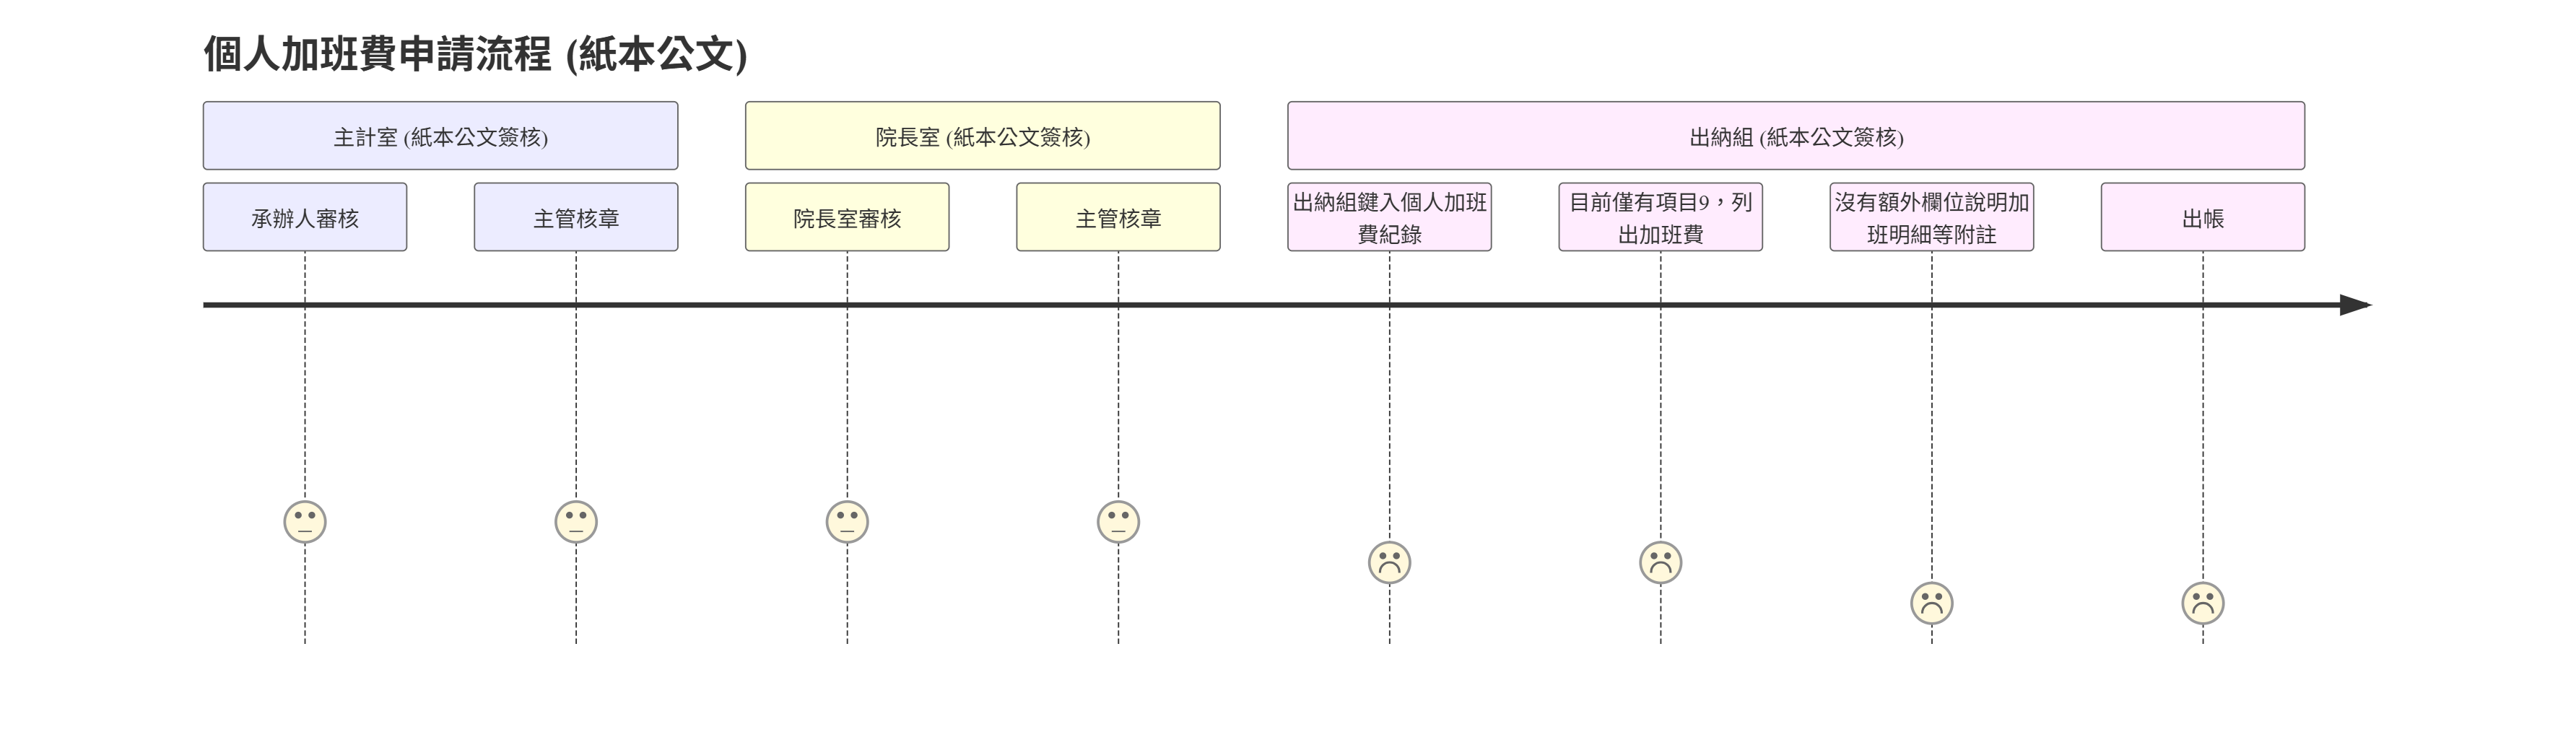 個人加班費申請流程 (紙本公文)
主計室 (紙本公文簽核)
院長室 (紙本公文簽核)
出納組 (紙本公文簽核)
承辦人審核
主管核章
院長室審核
主管核章
出納組鍵入個人加班
費紀錄
目前僅有項目9，列
出加班費
沒有額外欄位說明加
班明細等附註
出帳